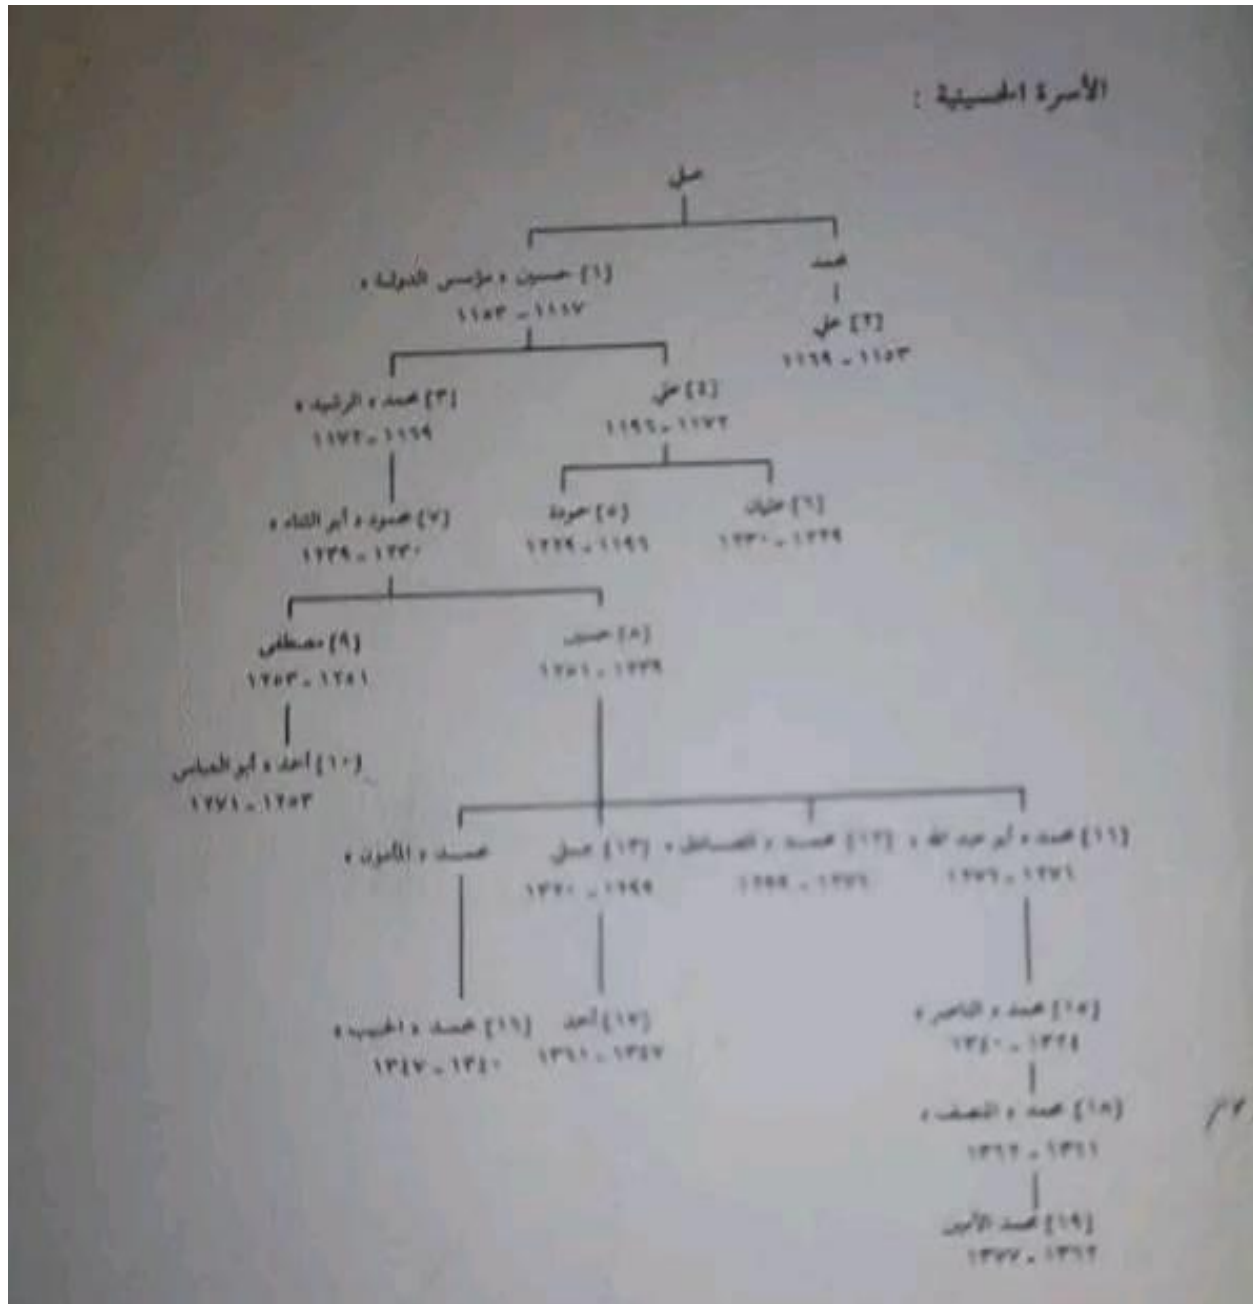 الأسرة الحسينية :
علي
محمد
[١] حسين « مؤسس الدولة »
١١١٧ ـ ١١٥٣
[٢] علي
١١٥٣ ـ ١١٦٩
[٤] علي
١١٧٢ ـ ١١٩٦
[٣] محمد « الرشيد »
١١٦٩ ـ ١١٧٢
[٦] عثمان
١٢٢٩ ـ ١٢٣٠
[٥] حمودة
١١٩٦ ـ ١٢٢٩
[٧] محمود « أبو الثناء »
١٢٣٠ ـ ١٢٣٩
[٨] حسين
١٢٣٩ ـ ١٢٥١
[٩] مصطفى
١٢٥١ ـ ١٢٥٣
[١٠] أحمد « أبو العباس
١٢٥٣ ـ ١٢٧١
[١١] محمد « أبو عبد الله »
١٢٧١ ـ ١٢٧٦
[١٢] محمد « الصادق »
١٢٧٦ ـ ١٢٩٩
[١٣] علي
١٢٩٩ ـ ١٣٢٠
محمد « المأمون »
[١٥] محمد « الناصر »
١٣٢٤ ـ ١٣٤٠
[١٧] أحمد
١٣٤٧ ـ ١٣٦١
[١٦] محمد « الحبيب »
١٣٤٠ ـ ١٣٤٧
[١٨] محمد « المنصف »
١٣٦١ ـ ١٣٦٢
[١٩] محمد الأمين
١٣٦٢ ـ ١٣٧٧